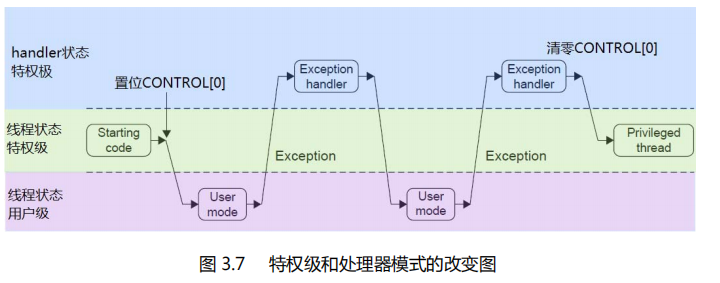 handler状态
特权极
清零CONTROL[0]
Exception
handler
Exception
handler
置位CONTROL[0]
线程状态
特权级
Starting
code
Exception
Exception
Privileged
thread
线程状态
用户级
User
mode
User
mode
图 3.7 特权级和处理器模式的改变图